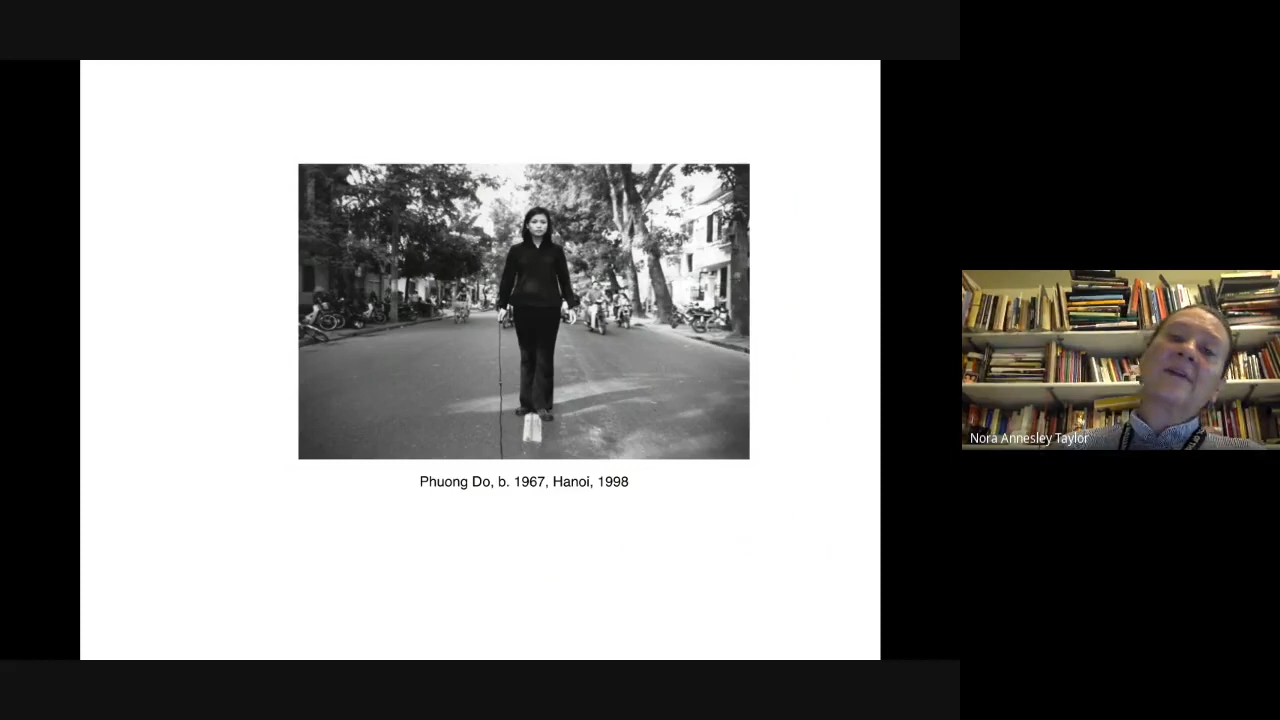 Phuong Do, b. 1967, Hanoi, 1998
Nora Annesley Taylor